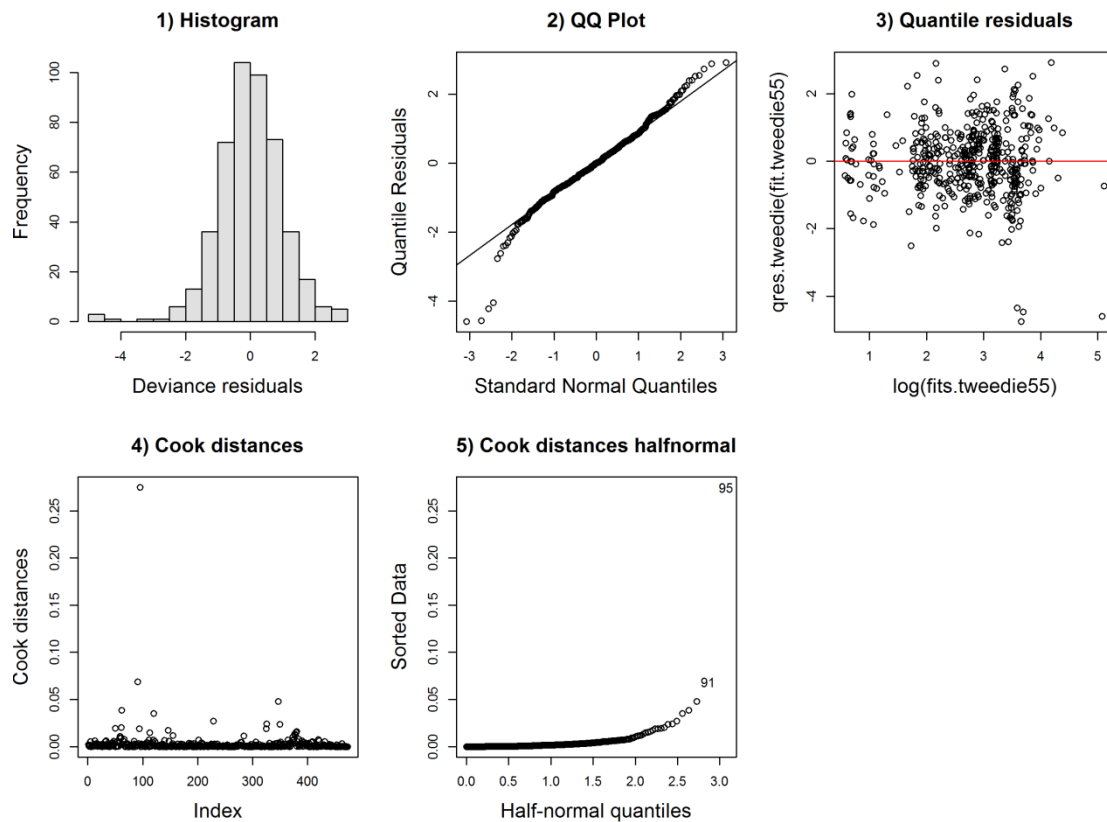 1) Histogram
Frequency
0 20 40 60 80 100
-4 -2 0 2
Deviance residuals
2) QQ Plot
Quantile Residuals
-4 -2 0 2
-3 -2 -1 0 1 2 3
Standard Normal Quantiles
3) Quantile residuals
qres.tweedie(fit.tweedie55)
-4 -2 0 2
1 2 3 4 5
log(fits.tweedie55)
4) Cook distances
Cook distances
0.00 0.05 0.10 0.15 0.20 0.25
0 100 200 300 400
Index
5) Cook distances halfnormal
Sorted Data
0.00 0.05 0.10 0.15 0.20 0.25
95
91
0.0 0.5 1.0 1.5 2.0 2.5 3.0
Half-normal quantiles